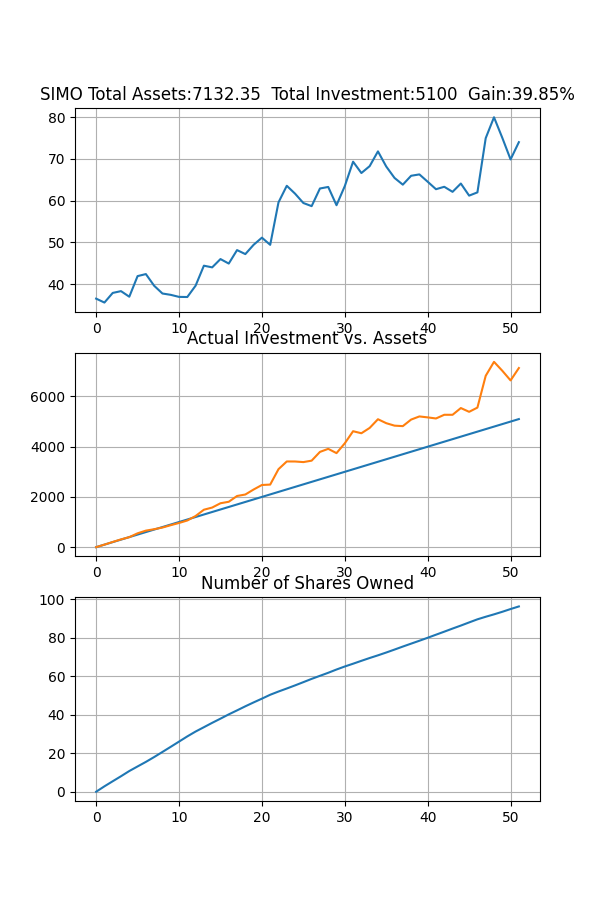 SIMO Total Assets:7132.35  Total Investment:5100  Gain:39.85%
80
70
60
50
40
0 10 20 30 40 50
Actual Investment vs. Assets
6000
4000
2000
0
0 10 20 30 40 50
Number of Shares Owned
100
80
60
40
20
0
0 10 20 30 40 50